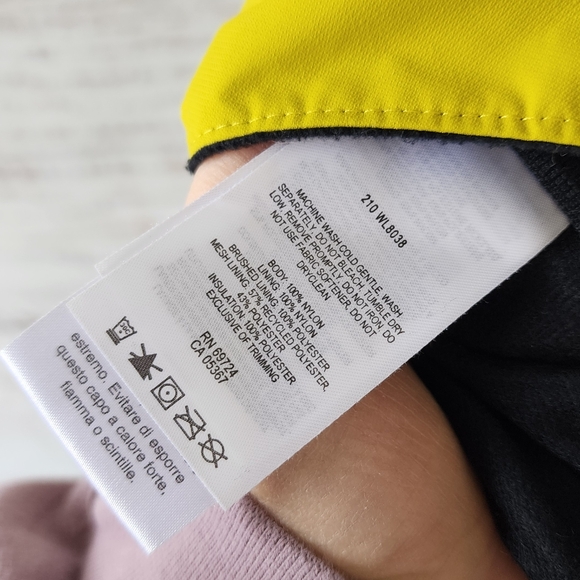 210 WL8038
MACHINE WASH COLD GENTLE. WASH
SEPARATELY. DO NOT BLEACH. TUMBLE DRY
LOW. REMOVE PROMPTLY. DO NO IRON. DO
NOT USE FABRIC SOFTENER. DO NOT
DRYCLEAN
BODY: 100% NYLON
LINING: 100% NYLON
BRUSHED LINING: 100% POLYESTER
MESH LINING: 57% RECYCLED POLYESTER,
43% POLYESTER
INSULATION: 100% POLYESTER
EXCLUSIVE OF TRIMMING
RN 69724
CA 05367
estremo. Evitare di esporre
questo capo a calore forte,
fiamma o scintille.